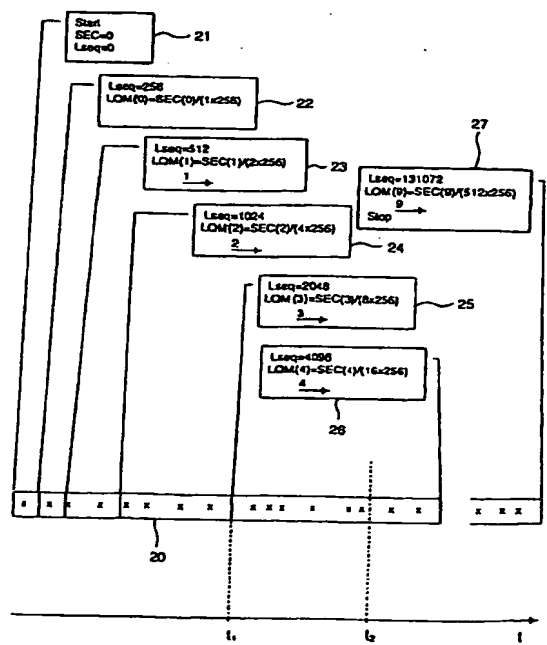 Start
SEC=0
Lseq=0
21
Lseq=256
LOM(0)=SEC(0)/(1x256)
22
Lseq=512
LOM(1)=SEC(1)/(2x256)
1
23
27
Lseq=131072
LOM(9)=SEC(9)/(512x256)
9
Stop
Lseq=1024
LOM(2)=SEC(2)/(4x256)
2
24
Lseq=2048
LOM(3)=SEC(3)/(8x256)
3
25
Lseq=4096
LOM(4)=SEC(4)/(16x256)
4
26
x x x x x x x x x x x x x x x x x x x
20
t₁ t₂ t